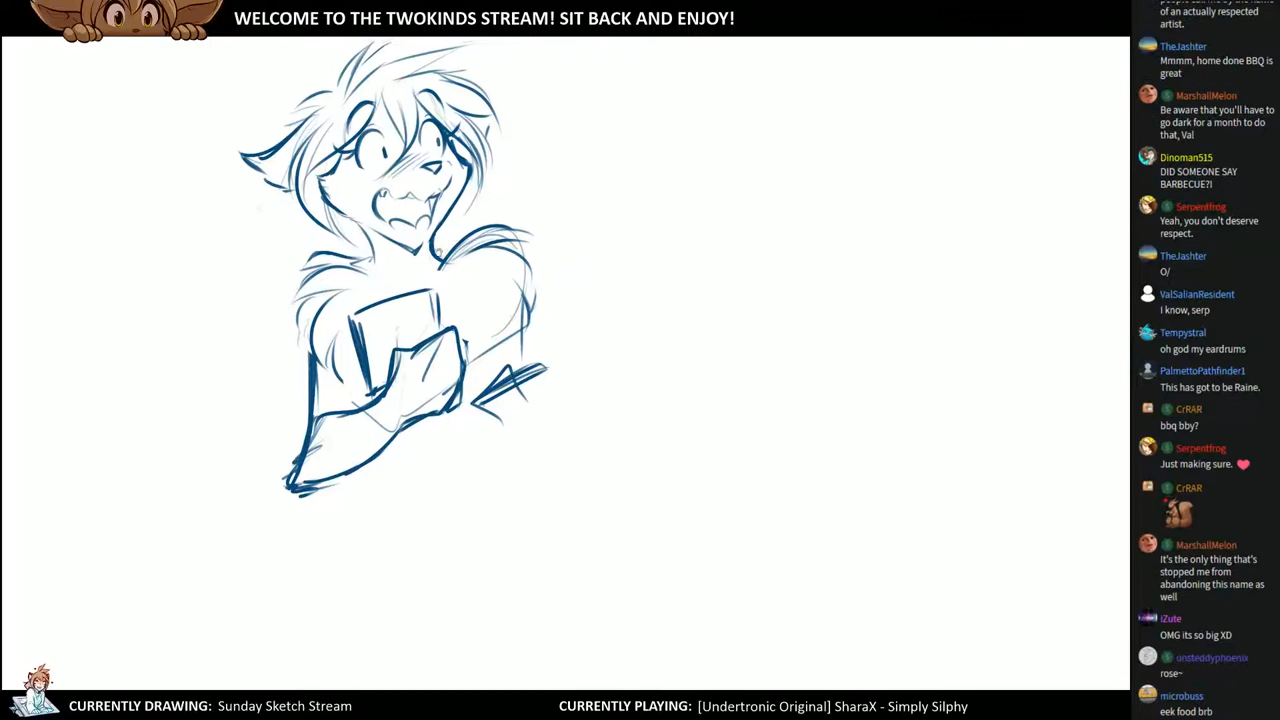 WELCOME TO THE TWOKINDS STREAM! SIT BACK AND ENJOY!
of an actually respected
artist.
TheJashter
Mmmm, home done BBQ is
great
MarshallMelon
Be aware that you'll have to
go dark for a month to do
that, Val
Dinoman515
DID SOMEONE SAY
BARBECUE?!
Serpentfrog
Yeah, you don't deserve
respect.
TheJashter
O/
ValSalianResident
I know, serp
Tempystral
oh god my eardrums
PalmettoPathfinder1
This has got to be Raine.
CrRAR
bbq bby?
Serpentfrog
Just making sure. ❤
CrRAR
MarshallMelon
It's the only thing that's
stopped me from
abandoning this name as
well
iZute
OMG its so big XD
unsteddyphoenix
rose~
microbuss
eek food brb
CURRENTLY DRAWING: Sunday Sketch Stream
CURRENTLY PLAYING: [Undertronic Original] SharaX - Simply Silphy